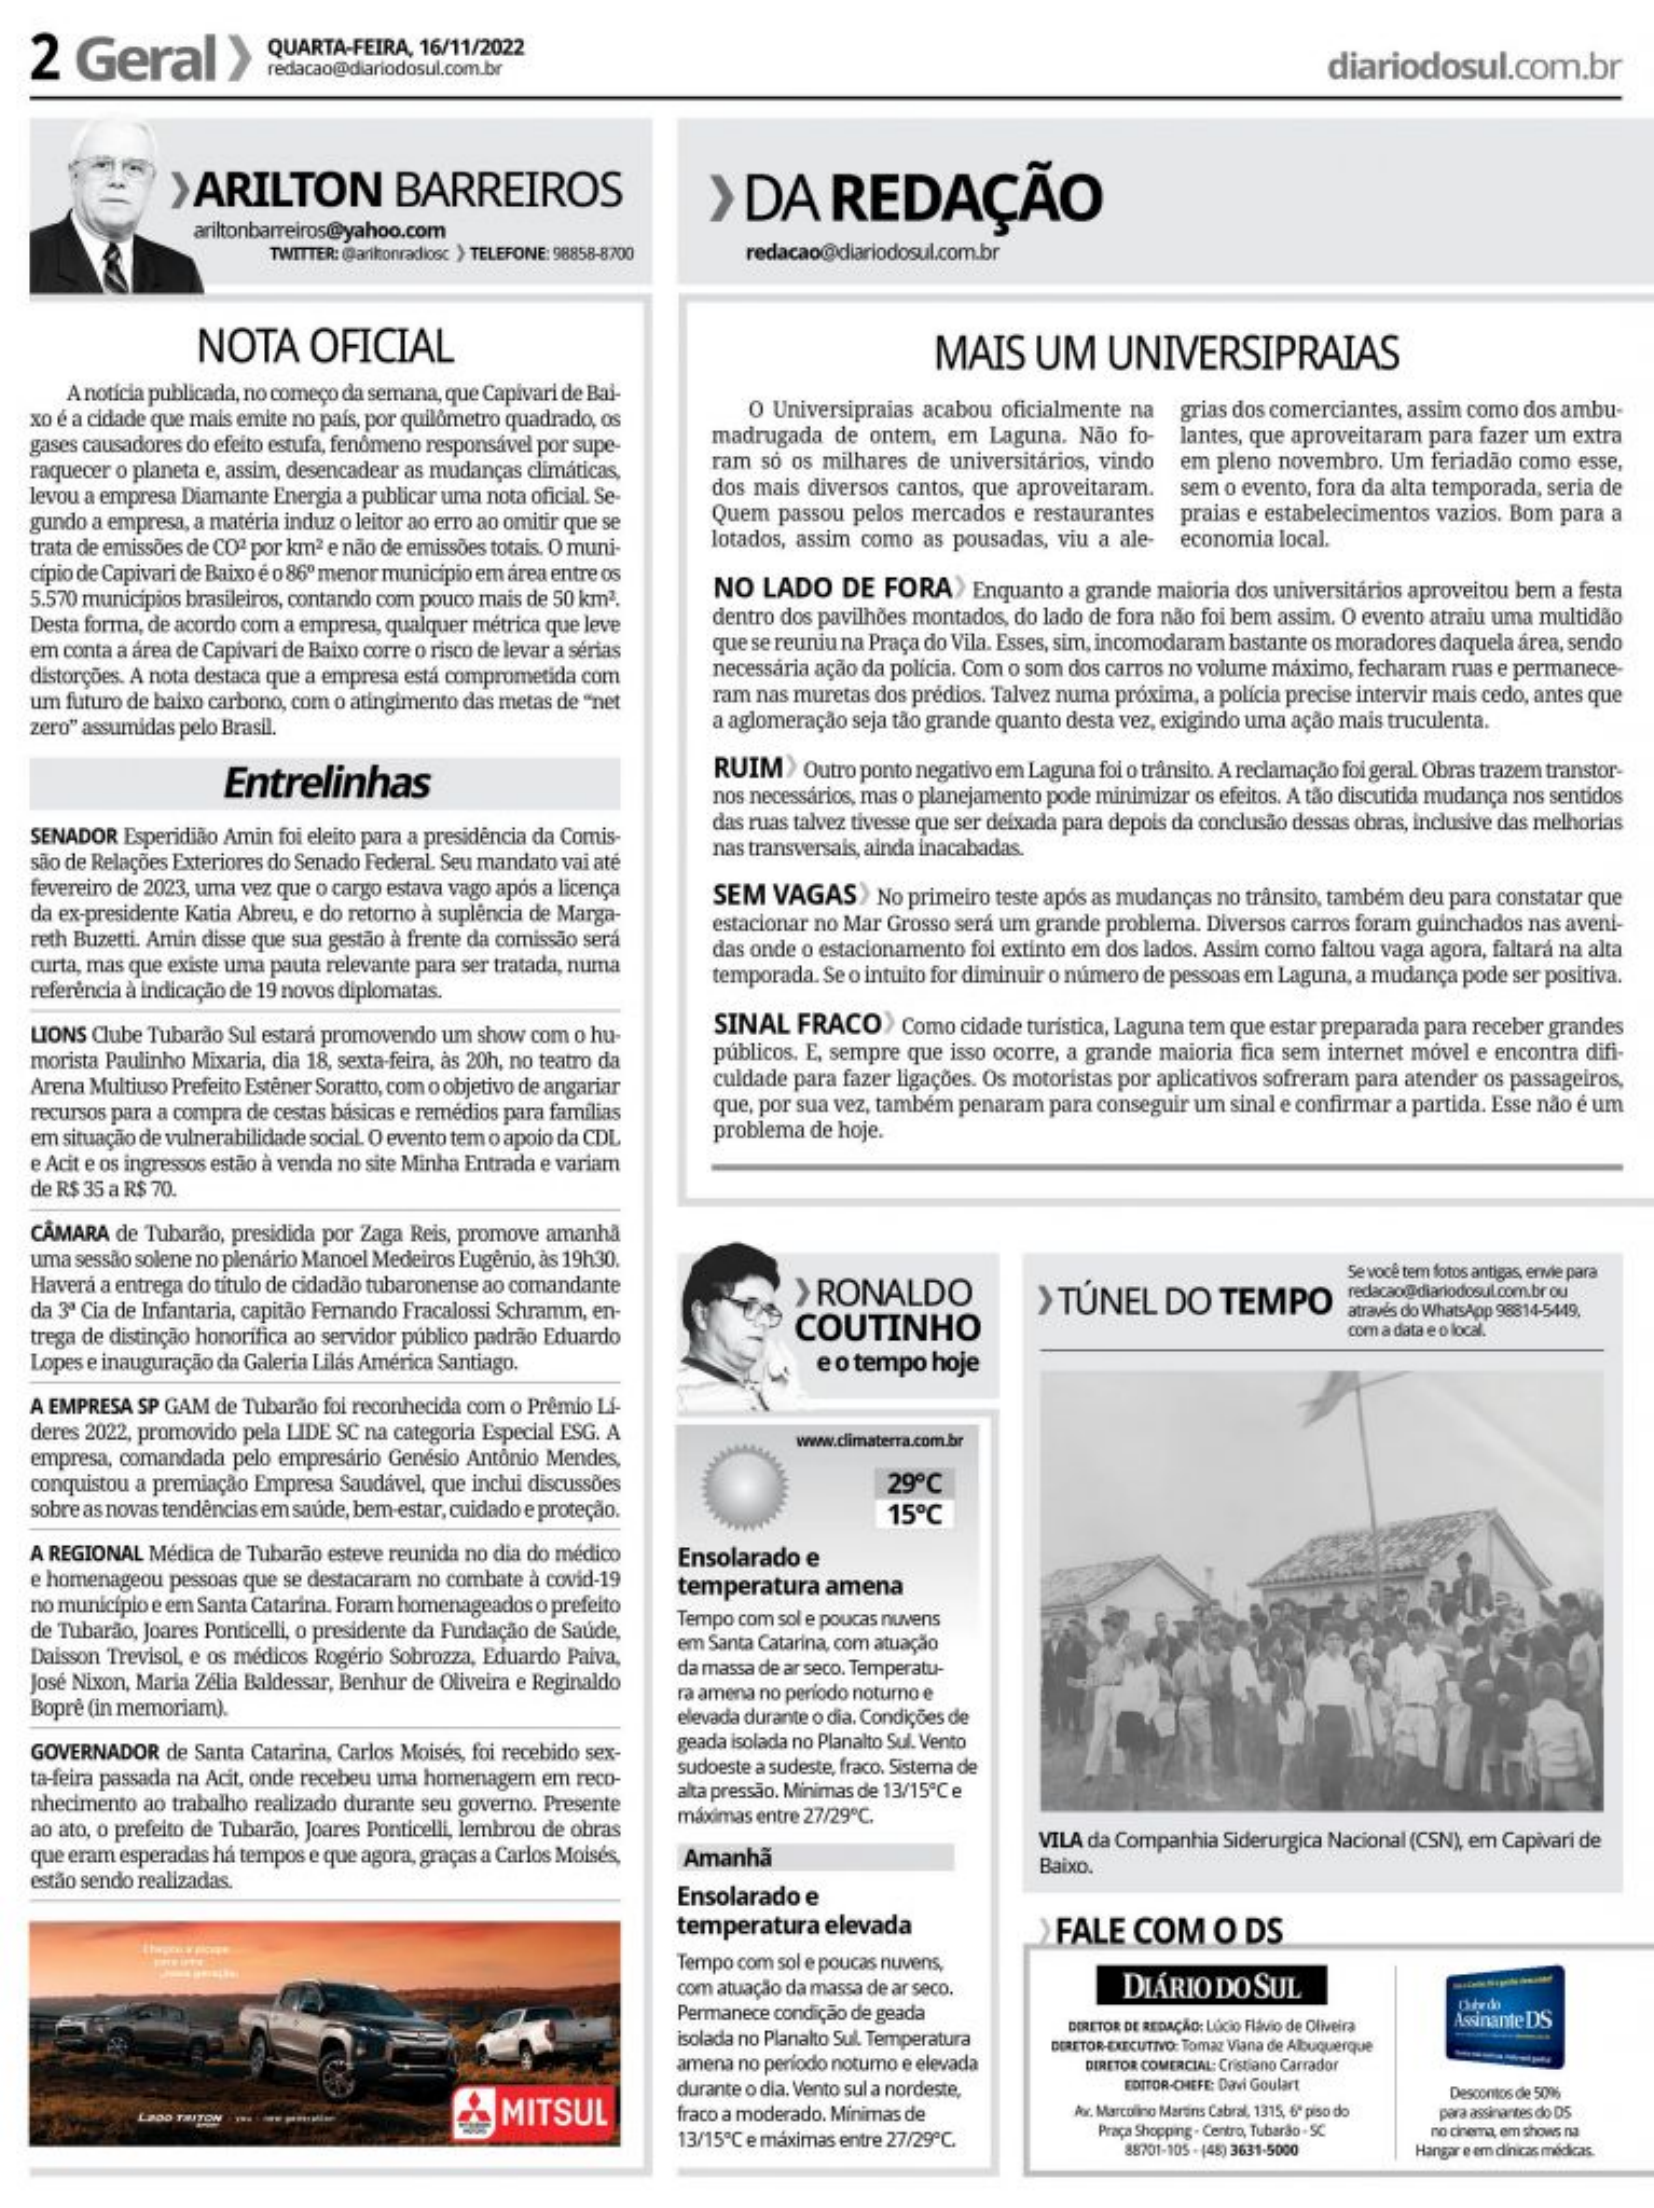 2 Geral
QUARTA-FEIRA, 16/11/2022
redacao@diariodosul.com.br
diariodosul.com.br
ARILTON BARREIROS
ariltonbarreiros@yahoo.com
TWITTER: @ariltonradiosc 》 TELEFONE: 98858-8700
NOTA OFICIAL
A notícia publicada, no começo da semana, que Capivari de Bai-
xo é a cidade que mais emite no país, por quilômetro quadrado, os
gases causadores do efeito estufa, fenômeno responsável por supe-
raquecer o planeta e, assim, desencadear as mudanças climáticas,
levou a empresa Diamante Energia a publicar uma nota oficial. Se-
gundo a empresa, a matéria induz o leitor ao erro ao omitir que se
trata de emissões de CO² por km² e não de emissões totais. O muni-
cípio de Capivari de Baixo é o 86º menor município em área entre os
5.570 municípios brasileiros, contando com pouco mais de 50 km².
Desta forma, de acordo com a empresa, qualquer métrica que leve
em conta a área de Capivari de Baixo corre o risco de levar a sérias
distorções. A nota destaca que a empresa está comprometida com
um futuro de baixo carbono, com o atingimento das metas de “net
zero” assumidas pelo Brasil.
Entrelinhas
SENADOR Esperidião Amin foi eleito para a presidência da Comis-
são de Relações Exteriores do Senado Federal. Seu mandato vai até
fevereiro de 2023, uma vez que o cargo estava vago após a licença
da ex-presidente Katia Abreu, e do retorno à suplência de Marga-
reth Buzetti. Amin disse que sua gestão à frente da comissão será
curta, mas que existe uma pauta relevante para ser tratada, numa
referência à indicação de 19 novos diplomatas.
LIONS Clube Tubarão Sul estará promovendo um show com o hu-
morista Paulinho Mixaria, dia 18, sexta-feira, às 20h, no teatro da
Arena Multiuso Prefeito Estêner Soratto, com o objetivo de angariar
recursos para a compra de cestas básicas e remédios para famílias
em situação de vulnerabilidade social. O evento tem o apoio da CDL
e Acit e os ingressos estão à venda no site Minha Entrada e variam
de R$ 35 a R$ 70.
CÂMARA de Tubarão, presidida por Zaga Reis, promove amanhã
uma sessão solene no plenário Manoel Medeiros Eugênio, às 19h30.
Haverá a entrega do título de cidadão tubaronense ao comandante
da 3ª Cia de Infantaria, capitão Fernando Fracalossi Schramm, en-
trega de distinção honorífica ao servidor público padrão Eduardo
Lopes e inauguração da Galeria Lilás América Santiago.
A EMPRESA SP GAM de Tubarão foi reconhecida com o Prêmio Lí-
deres 2022, promovido pela LIDE SC na categoria Especial ESG. A
empresa, comandada pelo empresário Genésio Antônio Mendes,
conquistou a premiação Empresa Saudável, que inclui discussões
sobre as novas tendências em saúde, bem-estar, cuidado e proteção.
A REGIONAL Médica de Tubarão esteve reunida no dia do médico
e homenageou pessoas que se destacaram no combate à covid-19
no município e em Santa Catarina. Foram homenageados o prefeito
de Tubarão, Joares Ponticelli, o presidente da Fundação de Saúde,
Daisson Trevisol, e os médicos Rogério Sobrozza, Eduardo Paiva,
José Nixon, Maria Zélia Baldessar, Benhur de Oliveira e Reginaldo
Boprê (in memoriam).
GOVERNADOR de Santa Catarina, Carlos Moisés, foi recebido sex-
ta-feira passada na Acit, onde recebeu uma homenagem em reco-
nhecimento ao trabalho realizado durante seu governo. Presente
ao ato, o prefeito de Tubarão, Joares Ponticelli, lembrou de obras
que eram esperadas há tempos e que agora, graças a Carlos Moisés,
estão sendo realizadas.
Chegou a picape
para uma
nova geração.
L200 TRITON
SPORT
MITSUBISHI
MOTORS
MITSUL
DA REDAÇÃO
redacao@diariodosul.com.br
MAIS UM UNIVERSIPRAIAS
O Universipraias acabou oficialmente na
madrugada de ontem, em Laguna. Não fo-
ram só os milhares de universitários, vindo
dos mais diversos cantos, que aproveitaram.
Quem passou pelos mercados e restaurantes
lotados, assim como as pousadas, viu a ale-
grias dos comerciantes, assim como dos ambu-
lantes, que aproveitaram para fazer um extra
em pleno novembro. Um feriadão como esse,
sem o evento, fora da alta temporada, seria de
praias e estabelecimentos vazios. Bom para a
economia local.
NO LADO DE FORA》 Enquanto a grande maioria dos universitários aproveitou bem a festa
dentro dos pavilhões montados, do lado de fora não foi bem assim. O evento atraiu uma multidão
que se reuniu na Praça do Vila. Esses, sim, incomodaram bastante os moradores daquela área, sendo
necessária ação da polícia. Com o som dos carros no volume máximo, fecharam ruas e permanece-
ram nas muretas dos prédios. Talvez numa próxima, a polícia precise intervir mais cedo, antes que
a aglomeração seja tão grande quanto desta vez, exigindo uma ação mais truculenta.
RUIM》 Outro ponto negativo em Laguna foi o trânsito. A reclamação foi geral. Obras trazem transtor-
nos necessários, mas o planejamento pode minimizar os efeitos. A tão discutida mudança nos sentidos
das ruas talvez tivesse que ser deixada para depois da conclusão dessas obras, inclusive das melhorias
nas transversais, ainda inacabadas.
SEM VAGAS》 No primeiro teste após as mudanças no trânsito, também deu para constatar que
estacionar no Mar Grosso será um grande problema. Diversos carros foram guinchados nas aveni-
das onde o estacionamento foi extinto em dos lados. Assim como faltou vaga agora, faltará na alta
temporada. Se o intuito for diminuir o número de pessoas em Laguna, a mudança pode ser positiva.
SINAL FRACO》 Como cidade turística, Laguna tem que estar preparada para receber grandes
públicos. E, sempre que isso ocorre, a grande maioria fica sem internet móvel e encontra difi-
culdade para fazer ligações. Os motoristas por aplicativos sofreram para atender os passageiros,
que, por sua vez, também penaram para conseguir um sinal e confirmar a partida. Esse não é um
problema de hoje.
RONALDO
COUTINHO
e o tempo hoje
www.climaterra.com.br
29°C
15°C
Ensolarado e
temperatura amena
Tempo com sol e poucas nuvens
em Santa Catarina, com atuação
da massa de ar seco. Temperatu-
ra amena no período noturno e
elevada durante o dia. Condições de
geada isolada no Planalto Sul. Vento
sudoeste a sudeste, fraco. Sistema de
alta pressão. Mínimas de 13/15°C e
máximas entre 27/29°C.
Amanhã
Ensolarado e
temperatura elevada
Tempo com sol e poucas nuvens,
com atuação da massa de ar seco.
Permanece condição de geada
isolada no Planalto Sul. Temperatura
amena no período noturno e elevada
durante o dia. Vento sul a nordeste,
fraco a moderado. Mínimas de
13/15°C e máximas entre 27/29°C.
TÚNEL DO TEMPO
Se você tem fotos antigas, envie para
redacao@diariodosul.com.br ou
através do WhatsApp 98814-5449,
com a data e o local.
VILA da Companhia Siderurgica Nacional (CSN), em Capivari de
Baixo.
FALE COM O DS
DIÁRIO DO SUL
DIRETOR DE REDAÇÃO: Lúcio Flávio de Oliveira
DIRETOR-EXECUTIVO: Tomaz Viana de Albuquerque
DIRETOR COMERCIAL: Cristiano Carrador
EDITOR-CHEFE: Davi Goulart
Av. Marcolino Martins Cabral, 1315, 6º piso do
Praça Shopping - Centro, Tubarão - SC
88701-105 - (48) 3631-5000
Clube do
Assinante DS
Descontos de 50%
para assinantes do DS
no cinema, em shows na
Hangar e em clínicas médicas.